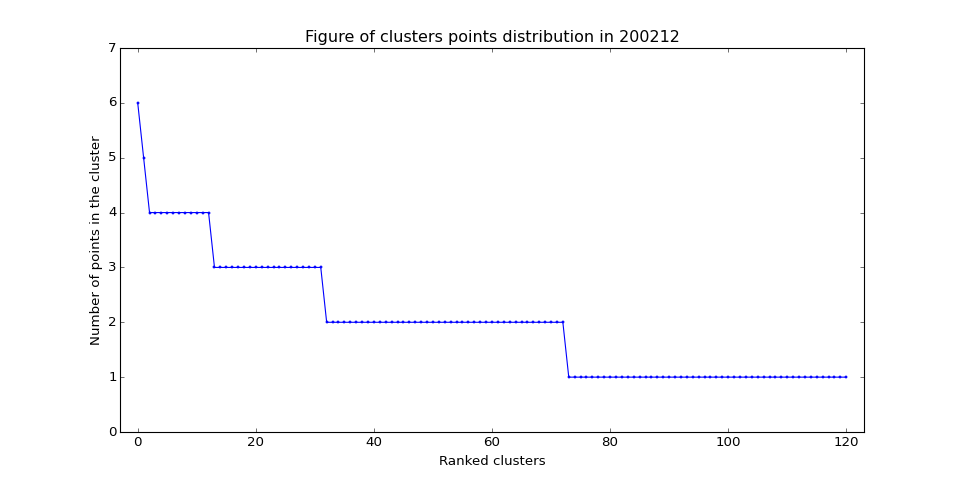 Figure of clusters points distribution in 200212
Number of points in the cluster
7
6
5
4
3
2
1
0
0 20 40 60 80 100 120
Ranked clusters